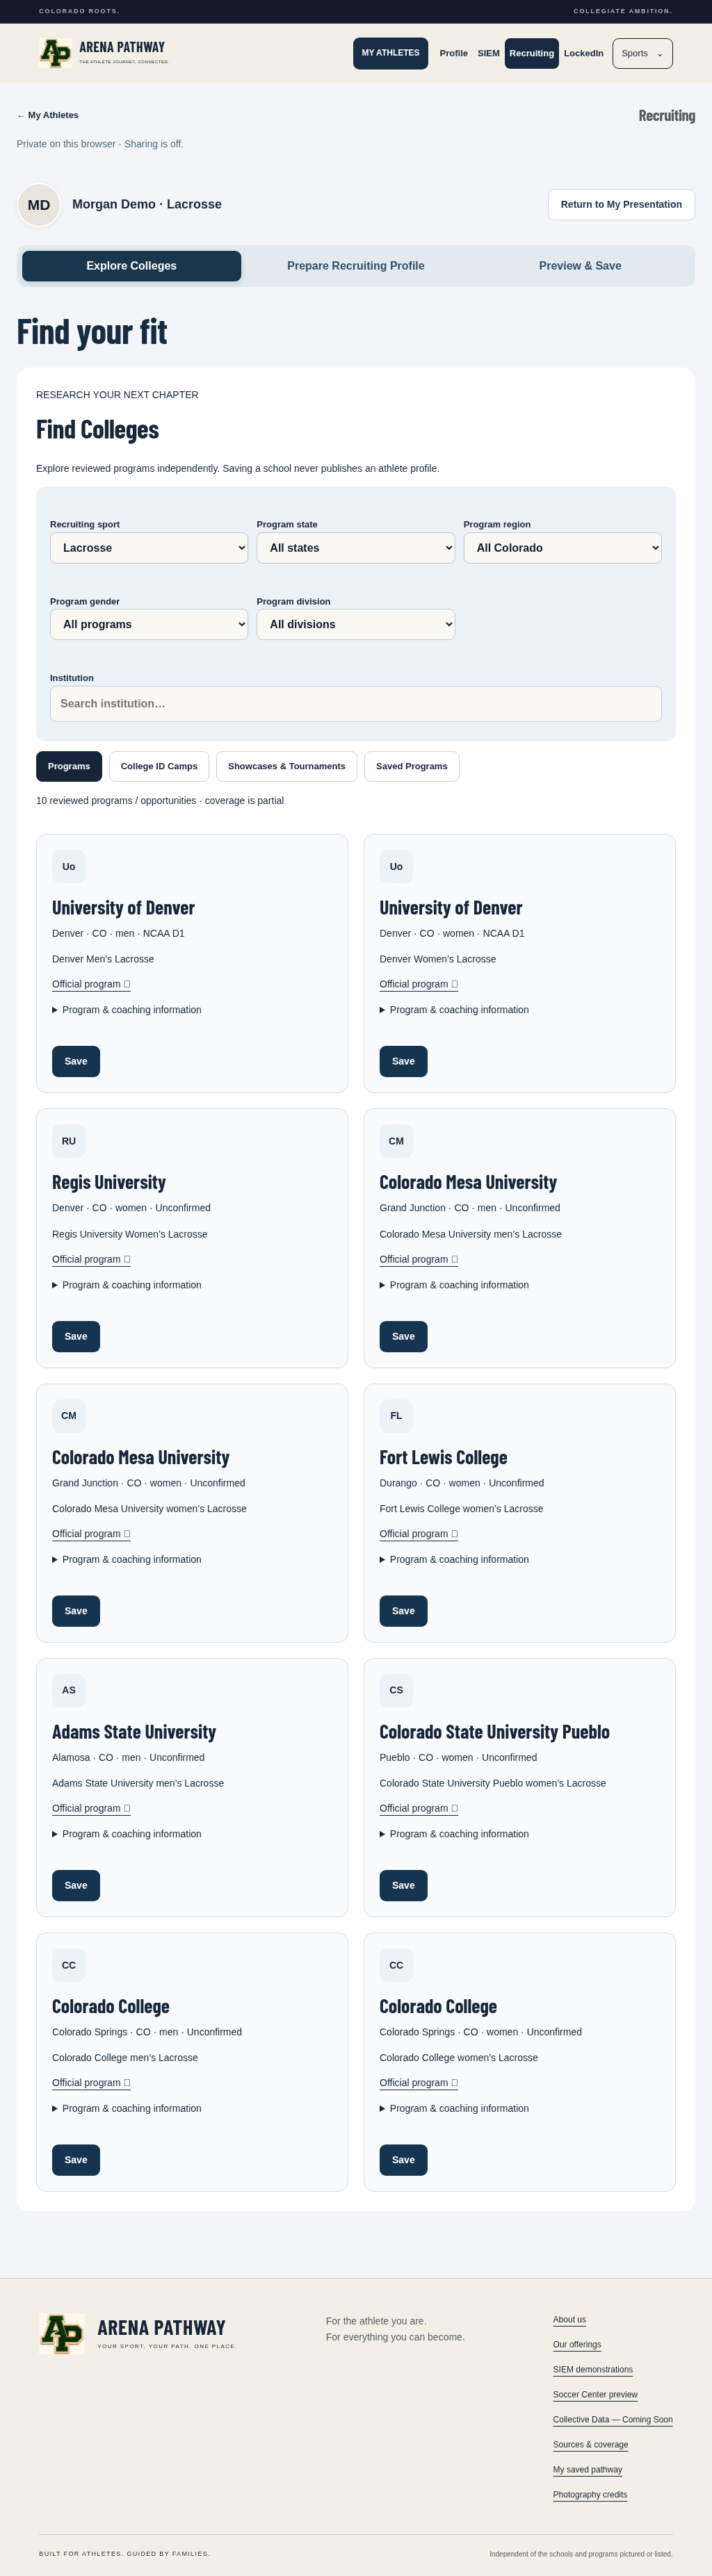 COLORADO ROOTS. COLLEGIATE AMBITION.
AP ARENA PATHWAY
THE ATHLETE JOURNEY, CONNECTED.
MY ATHLETES Profile SIEM Recruiting LockedIn Sports
← My Athletes Recruiting
Private on this browser · Sharing is off.
MD Morgan Demo · Lacrosse Return to My Presentation
Explore Colleges Prepare Recruiting Profile Preview & Save
Find your fit
RESEARCH YOUR NEXT CHAPTER
Find Colleges
Explore reviewed programs independently. Saving a school never publishes an athlete profile.
Recruiting sport Program state Program region
Lacrosse All states All Colorado
Program gender Program division
All programs All divisions
Institution
Search institution…
Programs College ID Camps Showcases & Tournaments Saved Programs
10 reviewed programs / opportunities · coverage is partial
Uo
University of Denver
Denver · CO · men · NCAA D1
Denver Men's Lacrosse
Official program
Program & coaching information
Save
Uo
University of Denver
Denver · CO · women · NCAA D1
Denver Women's Lacrosse
Official program
Program & coaching information
Save
RU
Regis University
Denver · CO · women · Unconfirmed
Regis University Women's Lacrosse
Official program
Program & coaching information
Save
CM
Colorado Mesa University
Grand Junction · CO · men · Unconfirmed
Colorado Mesa University men's Lacrosse
Official program
Program & coaching information
Save
CM
Colorado Mesa University
Grand Junction · CO · women · Unconfirmed
Colorado Mesa University women's Lacrosse
Official program
Program & coaching information
Save
FL
Fort Lewis College
Durango · CO · women · Unconfirmed
Fort Lewis College women's Lacrosse
Official program
Program & coaching information
Save
AS
Adams State University
Alamosa · CO · men · Unconfirmed
Adams State University men's Lacrosse
Official program
Program & coaching information
Save
CS
Colorado State University Pueblo
Pueblo · CO · women · Unconfirmed
Colorado State University Pueblo women's Lacrosse
Official program
Program & coaching information
Save
CC
Colorado College
Colorado Springs · CO · men · Unconfirmed
Colorado College men's Lacrosse
Official program
Program & coaching information
Save
CC
Colorado College
Colorado Springs · CO · women · Unconfirmed
Colorado College women's Lacrosse
Official program
Program & coaching information
Save
AP ARENA PATHWAY
YOUR SPORT. YOUR PATH. ONE PLACE.
For the athlete you are.
For everything you can become.
About us
Our offerings
SIEM demonstrations
Soccer Center preview
Collective Data — Coming Soon
Sources & coverage
My saved pathway
Photography credits
BUILT FOR ATHLETES. GUIDED BY FAMILIES. Independent of the schools and programs pictured or listed.